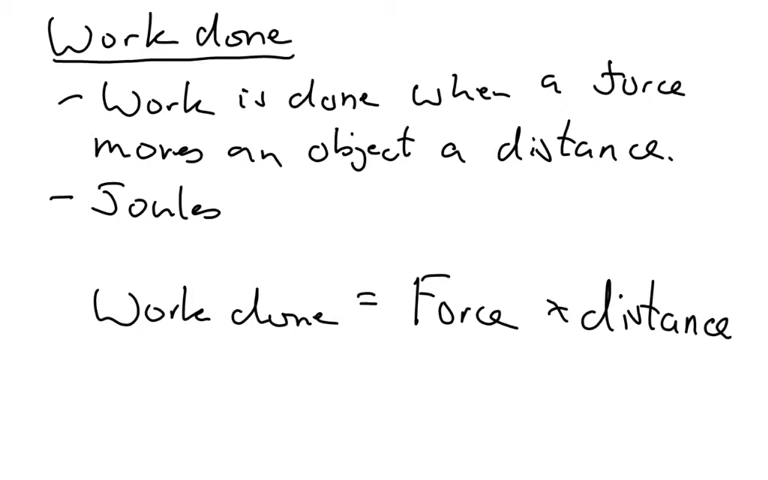 Work done
- Work is done when a force
moves an object a distance.
- Joules
Work done = Force × distance